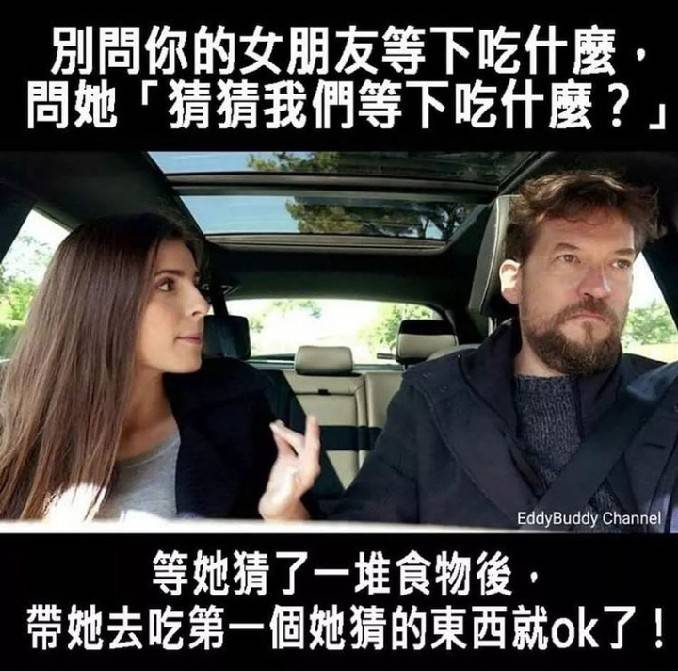 別問你的女朋友等下吃什麼，
問她「猜猜我們等下吃什麼？」
EddyBuddy Channel
等她猜了一堆食物後，
帶她去吃第一個她猜的東西就ok了！